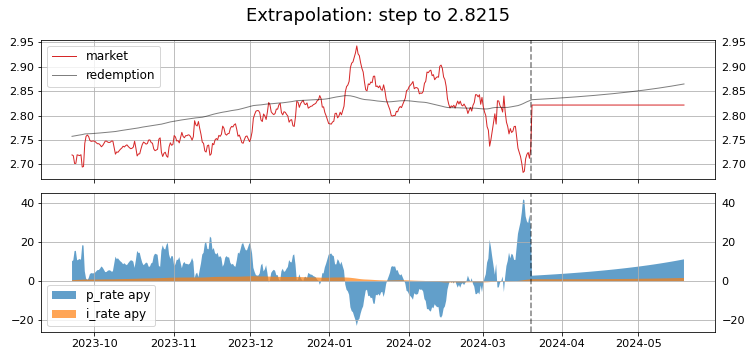 Extrapolation: step to 2.8215
2.95 2.95
market
redemption
2.90 2.90
2.85 2.85
2.80 2.80
2.75 2.75
2.70 2.70
40 40
20 20
0 0
p_rate apy
i_rate apy
−20 −20
2023-10 2023-11 2023-12 2024-01 2024-02 2024-03 2024-04 2024-05